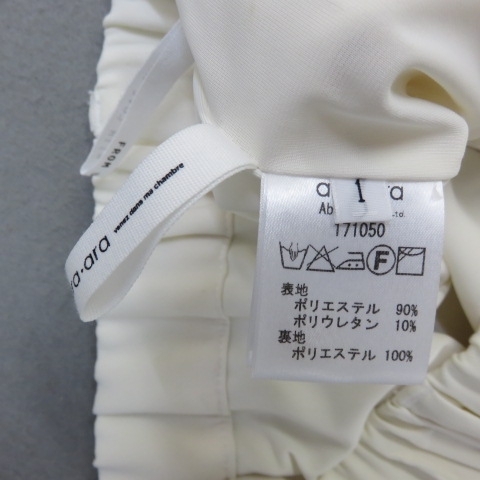 FROM
a·ara
venez dans ma chambre
1
171050
F
表地
ポリエステル 90%
ポリウレタン 10%
裏地
ポリエステル 100%